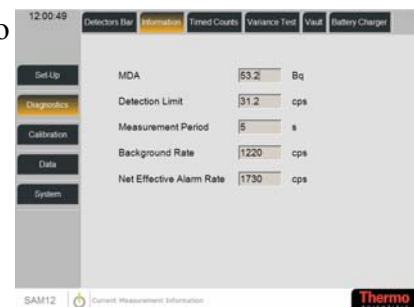 o
12:00:49
Detectors Bar Information Timed Counts Variance Test Vault Battery Charger
Set-Up
Diagnostics
Calibration
Data
System
MDA 53.2 Bq
Detection Limit 31.2 cps
Measurement Period 5 s
Background Rate 1220 cps
Net Effective Alarm Rate 1730 cps
SAM12 Current Measurement Information
Thermo
SCIENTIFIC